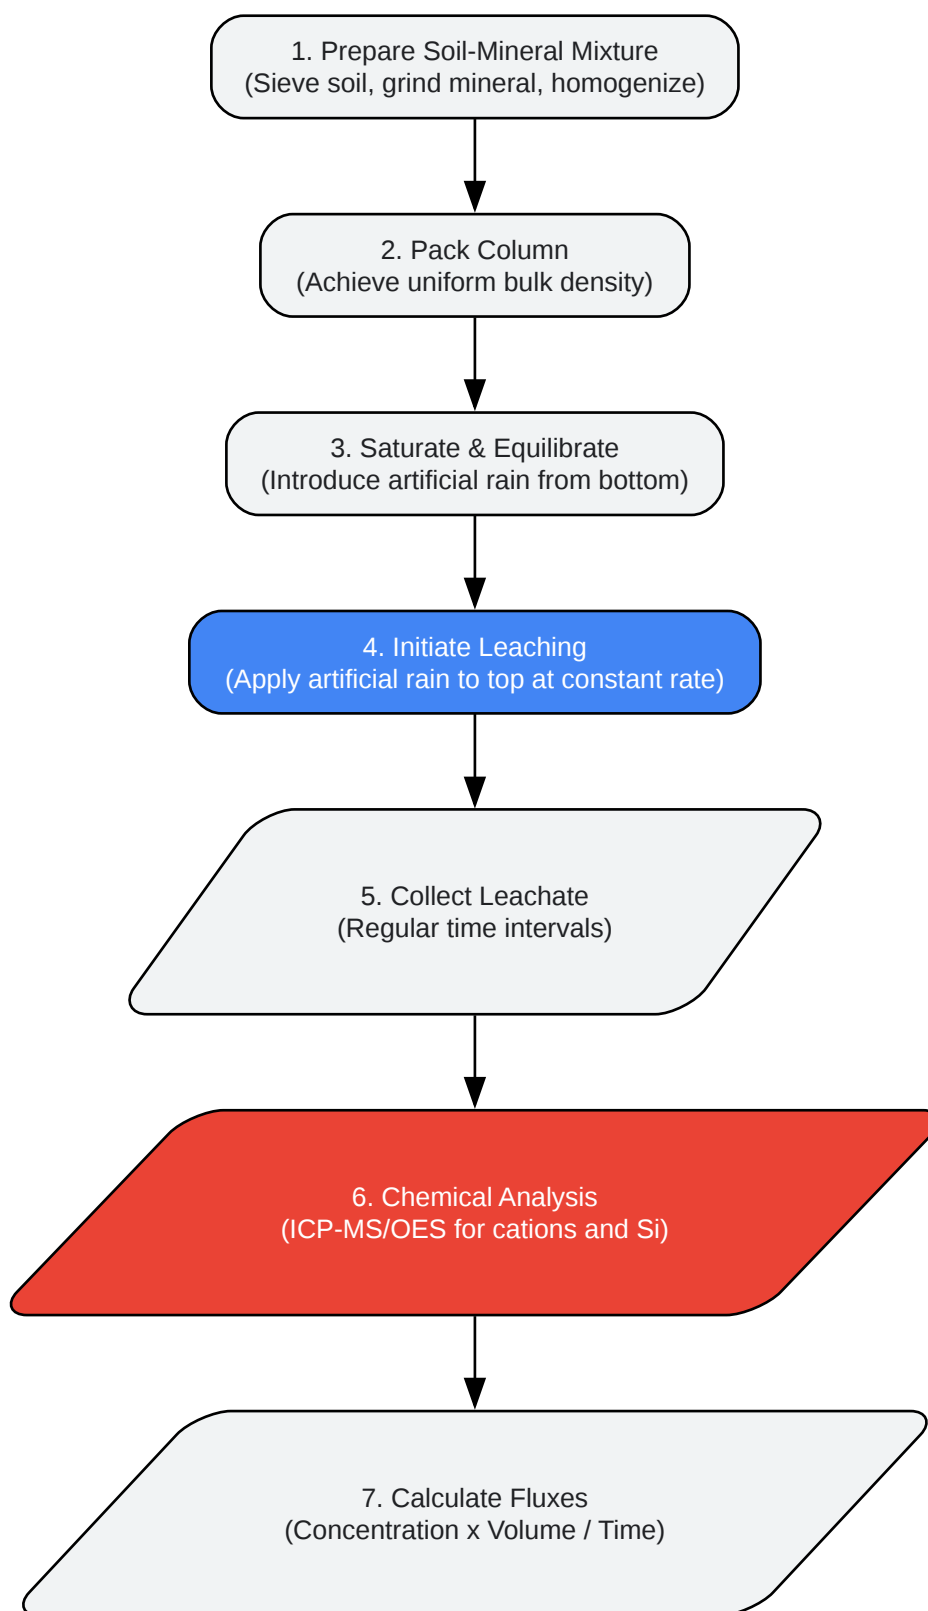 1. Prepare Soil-Mineral Mixture
(Sieve soil, grind mineral, homogenize)
2. Pack Column
(Achieve uniform bulk density)
3. Saturate & Equilibrate
(Introduce artificial rain from bottom)
4. Initiate Leaching
(Apply artificial rain to top at constant rate)
5. Collect Leachate
(Regular time intervals)
6. Chemical Analysis
(ICP-MS/OES for cations and Si)
7. Calculate Fluxes
(Concentration x Volume / Time)